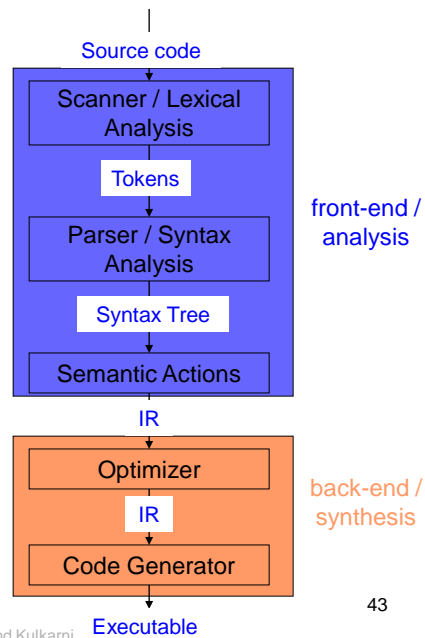 Source code
Scanner / Lexical
Analysis
Tokens
front-end /
analysis
Parser / Syntax
Analysis
Syntax Tree
Semantic Actions
IR
Optimizer
back-end /
synthesis
IR
Code Generator
43
Kulkarni
Executable